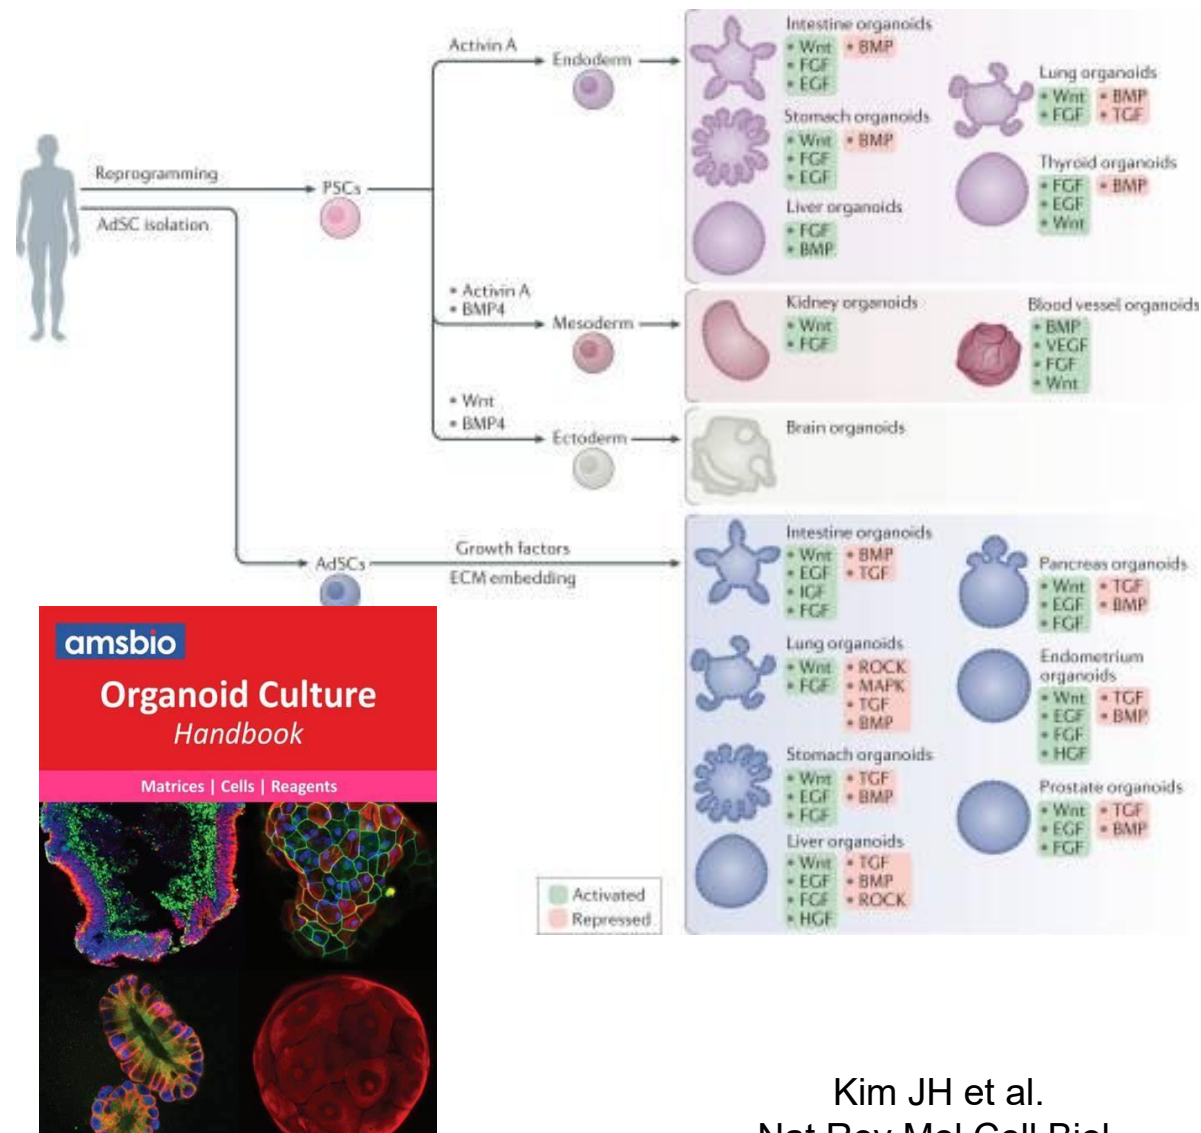 Activin A
Endoderm
Intestine organoids
• Wnt • BMP
• FGF
• EGF
Stomach organoids
• Wnt • BMP
• FGF
• EGF
Liver organoids
• FGF
• BMP
Lung organoids
• Wnt • BMP
• FGF • TGF
Thyroid organoids
• FGF • BMP
• EGF
• Wnt
Reprogramming
PSCs
AdSC isolation
• Activin A
• BMP4
Mesoderm
Kidney organoids
• Wnt
• FGF
Blood vessel organoids
• BMP
• VEGF
• FGF
• Wnt
• Wnt
• BMP4
Ectoderm
Brain organoids
AdSCs
Growth factors
ECM embedding
Intestine organoids
• Wnt • BMP
• EGF • TGF
• IGF
• FGF
Lung organoids
• Wnt • ROCK
• FGF • MAPK
• TGF
• BMP
Stomach organoids
• Wnt • TGF
• EGF • BMP
• FGF
Liver organoids
• Wnt • TGF
• EGF • BMP
• FGF • ROCK
• HGF
Pancreas organoids
• Wnt • TGF
• EGF • BMP
• FGF
Endometrium
organoids
• Wnt • TGF
• EGF • BMP
• FGF
• HGF
Prostate organoids
• Wnt • TGF
• EGF • BMP
• FGF
Activated
Repressed
amsbio
Organoid Culture
Handbook
Matrices | Cells | Reagents
Kim JH et al.
Nat Rev Mol Cell Biol